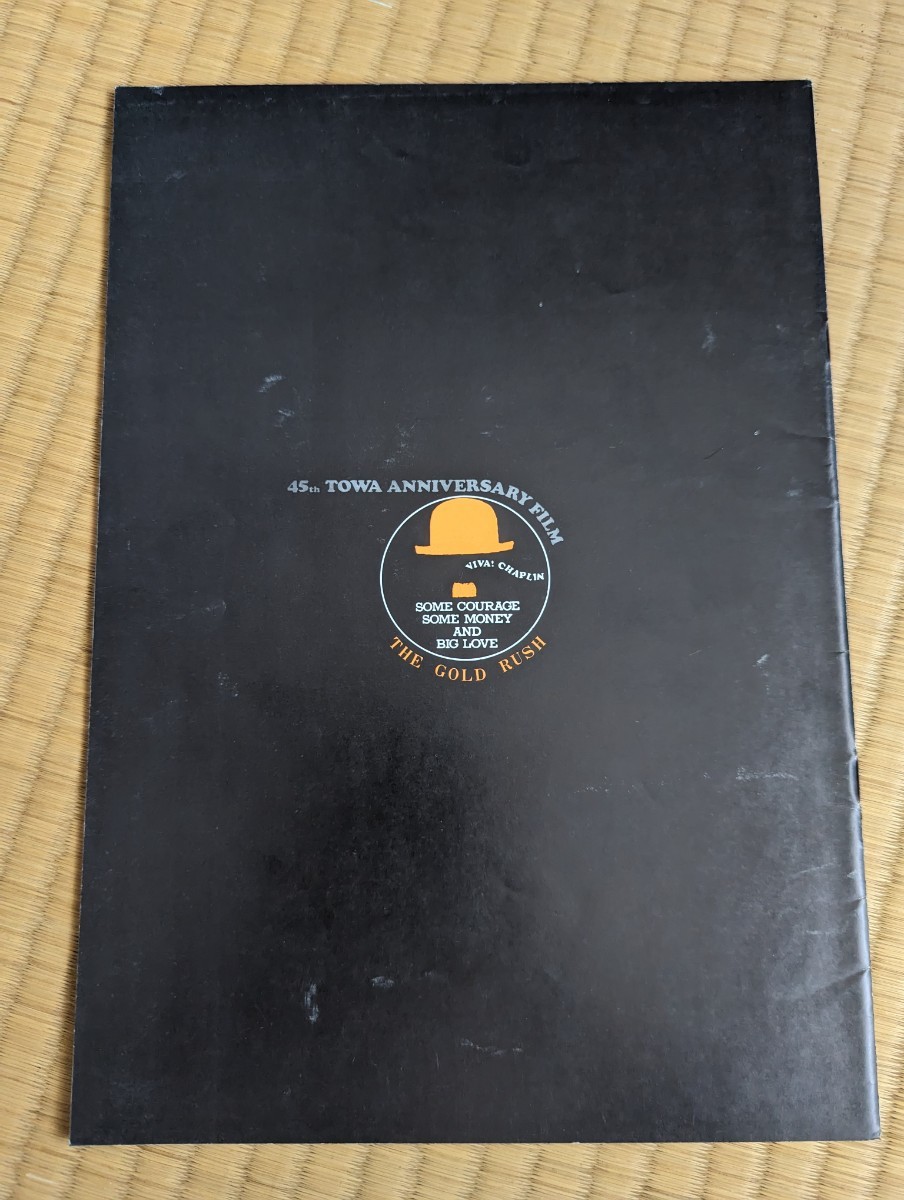 45th TOWA ANNIVERSARY FILM
VIVA! CHAPLIN
SOME COURAGE
SOME MONEY
AND
BIG LOVE
THE GOLD RUSH